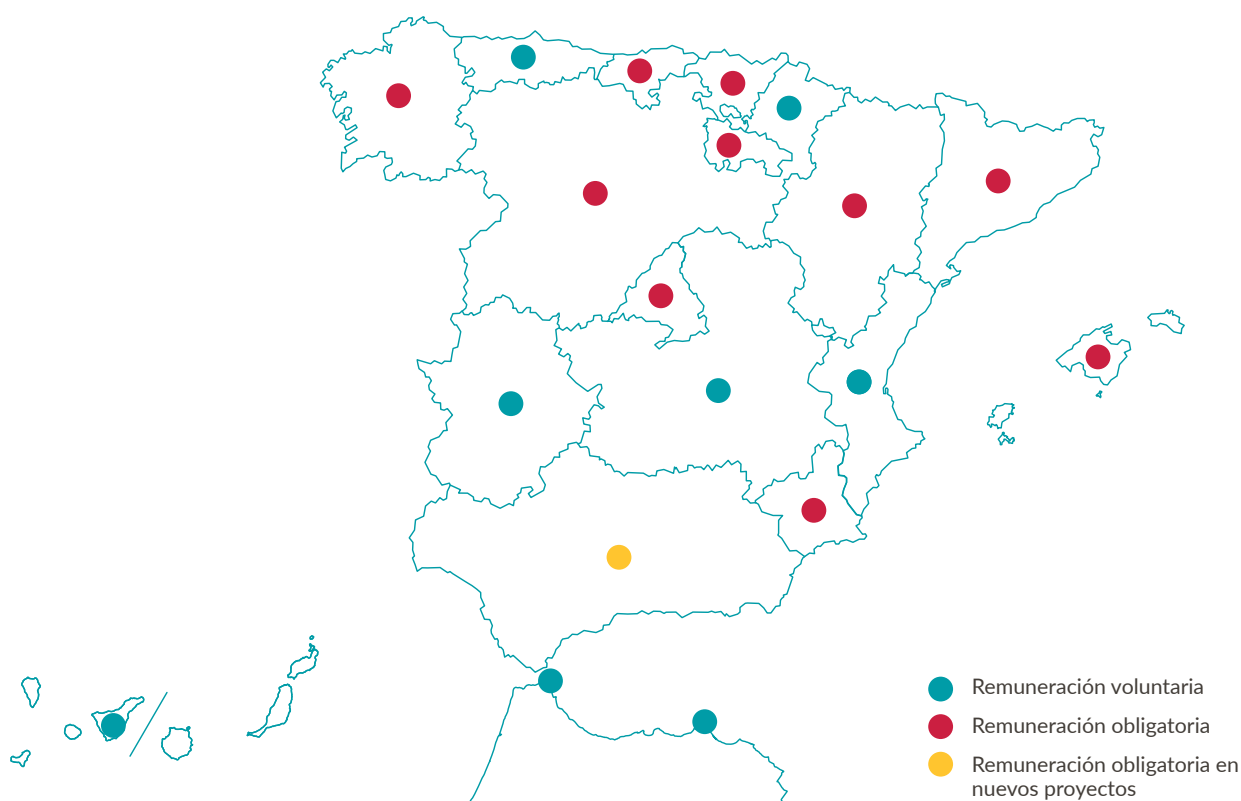 Remuneración voluntaria
Remuneración obligatoria
Remuneración obligatoria en
nuevos proyectos